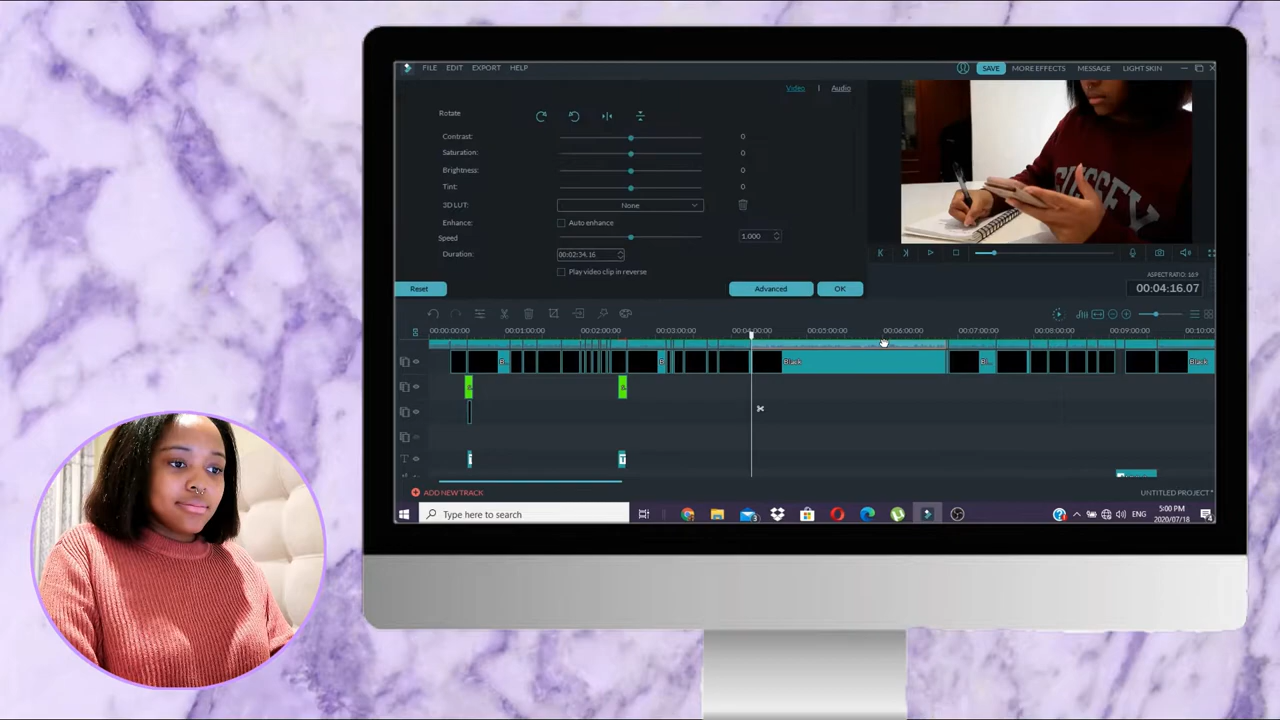 FILE EDIT EXPORT HELP
SAVE MORE EFFECTS MESSAGE LIGHT SKIN
Video | Audio
Rotate
Contrast: 0
Saturation: 0
Brightness: 0
Tint: 0
3D LUT: None
Enhance: Auto enhance
Speed 1.000
Duration: 00:02:34.16
Play video clip in reverse
Reset Advanced OK
ASPECT RATIO: 16:9
00:04:16.07
00:00:00:00 00:01:00:00 00:02:00:00 00:03:00:00 00:04:00:00 00:05:00:00 00:06:00:00 00:07:00:00 00:08:00:00 00:09:00:00 00:10:00
B... B Black B... Black
T
ADD NEW TRACK UNTITLED PROJECT*
Type here to search
ENG
5:00 PM
2020/07/18